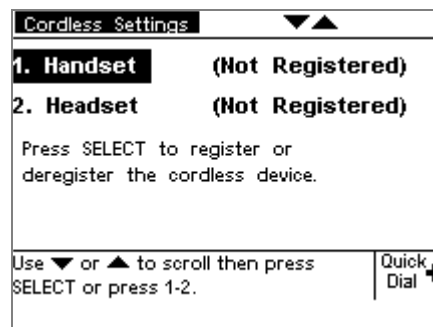 Cordless Settings ▼▲
1. Handset (Not Registered)
2. Headset (Not Registered)
Press SELECT to register or
deregister the cordless device.
Use ▼ or ▲ to scroll then press
SELECT or press 1-2.
Quick
Dial